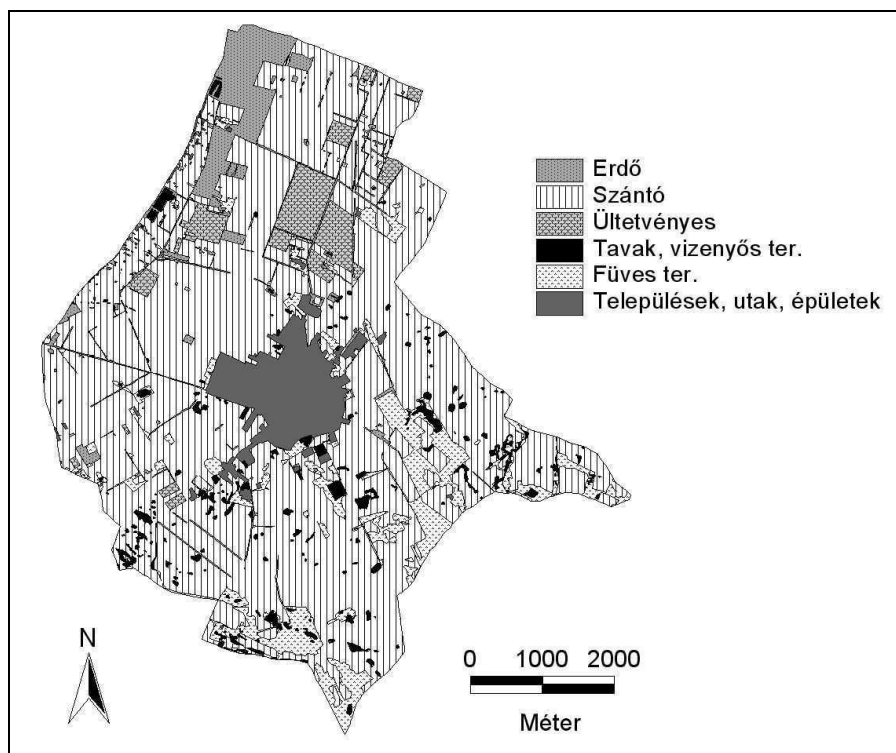 Erdő
Szántó
Ültetvényes
Tavak, vizenyős ter.
Füves ter.
Települések, utak, épületek
N
0 1000 2000
Méter